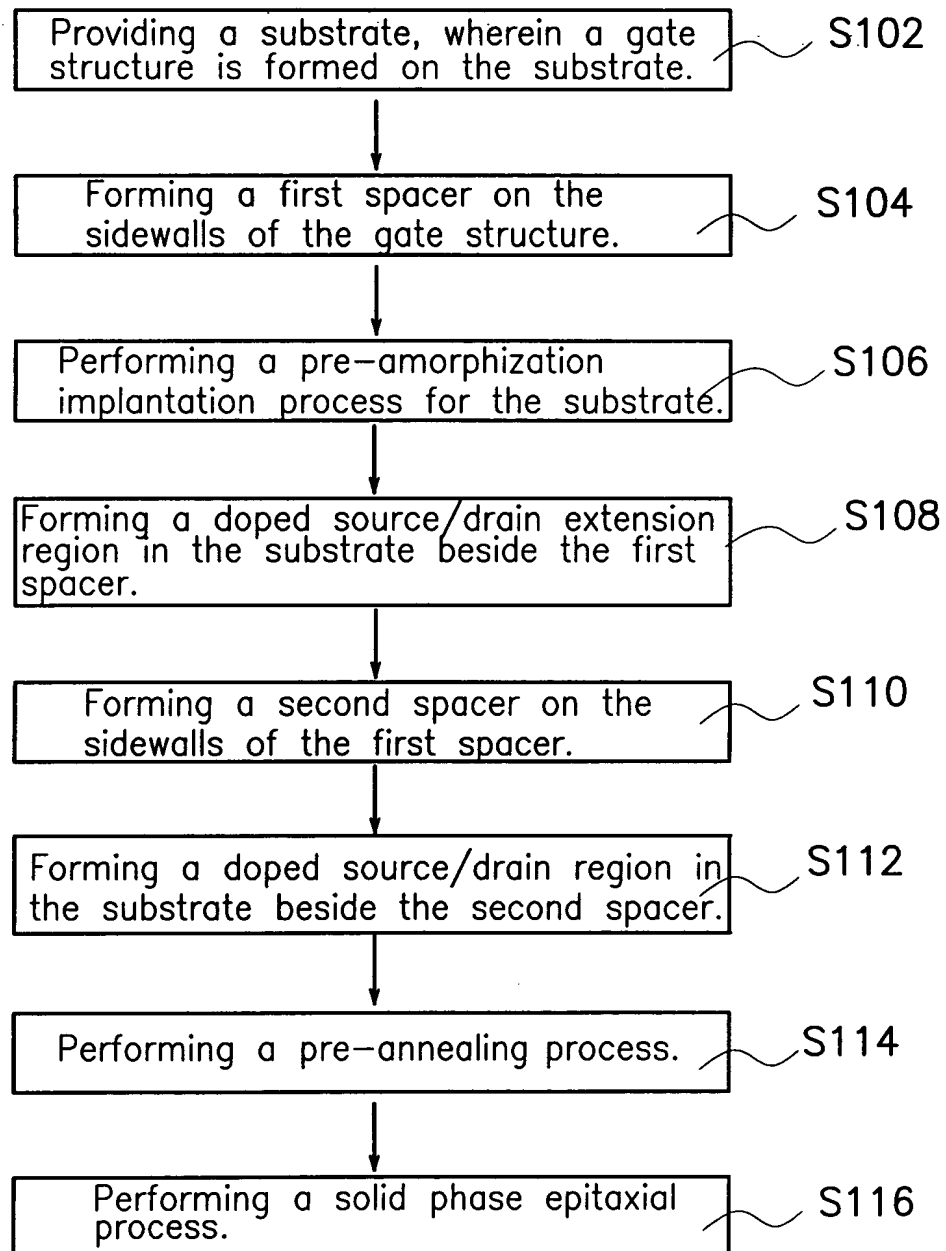 Providing a substrate, wherein a gate
structure is formed on the substrate.
S102
Forming a first spacer on the
sidewalls of the gate structure.
S104
Performing a pre-amorphization
implantation process for the substrate.
S106
Forming a doped source/drain extension
region in the substrate beside the first
spacer.
S108
Forming a second spacer on the
sidewalls of the first spacer.
S110
Forming a doped source/drain region in
the substrate beside the second spacer.
S112
Performing a pre-annealing process.
S114
Performing a solid phase epitaxial
process.
S116